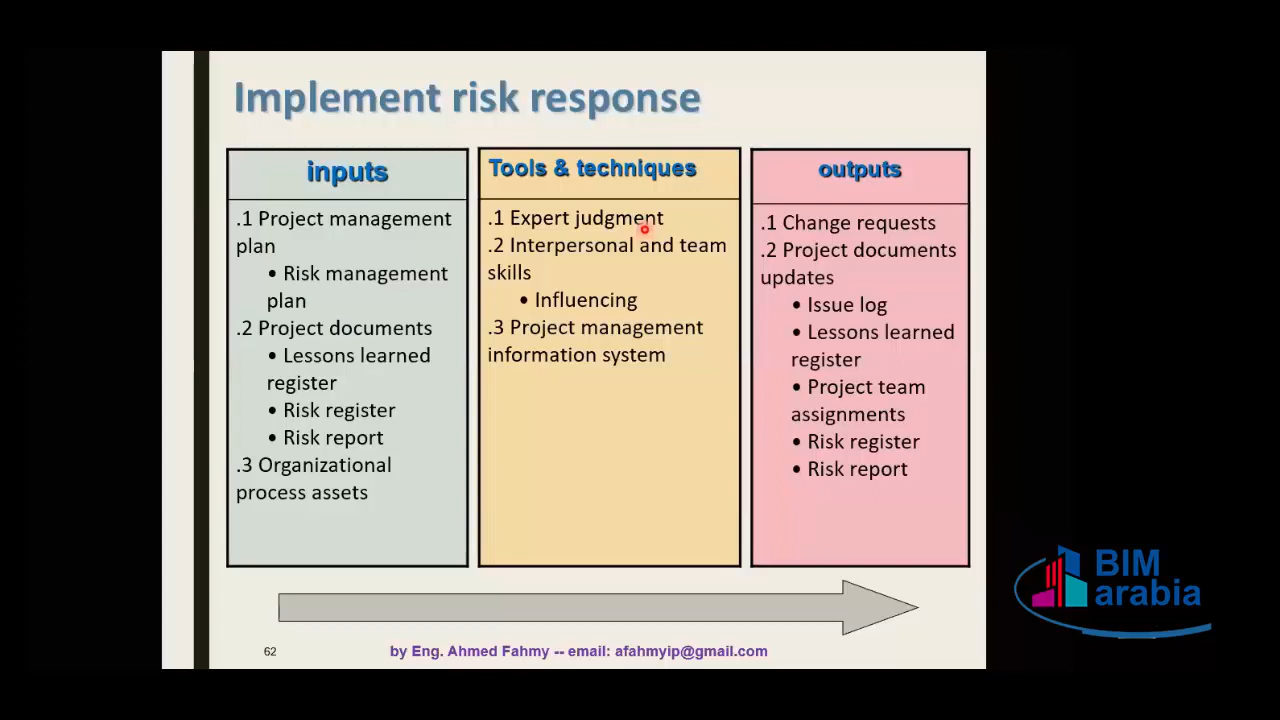 Implement risk response
inputs
.1 Project management
plan
• Risk management
plan
.2 Project documents
• Lessons learned
register
• Risk register
• Risk report
.3 Organizational
process assets
Tools & techniques
.1 Expert judgment
.2 Interpersonal and team
skills
• Influencing
.3 Project management
information system
outputs
.1 Change requests
.2 Project documents
updates
• Issue log
• Lessons learned
register
• Project team
assignments
• Risk register
• Risk report
62
by Eng. Ahmed Fahmy -- email: afahmyip@gmail.com
BIM
arabia